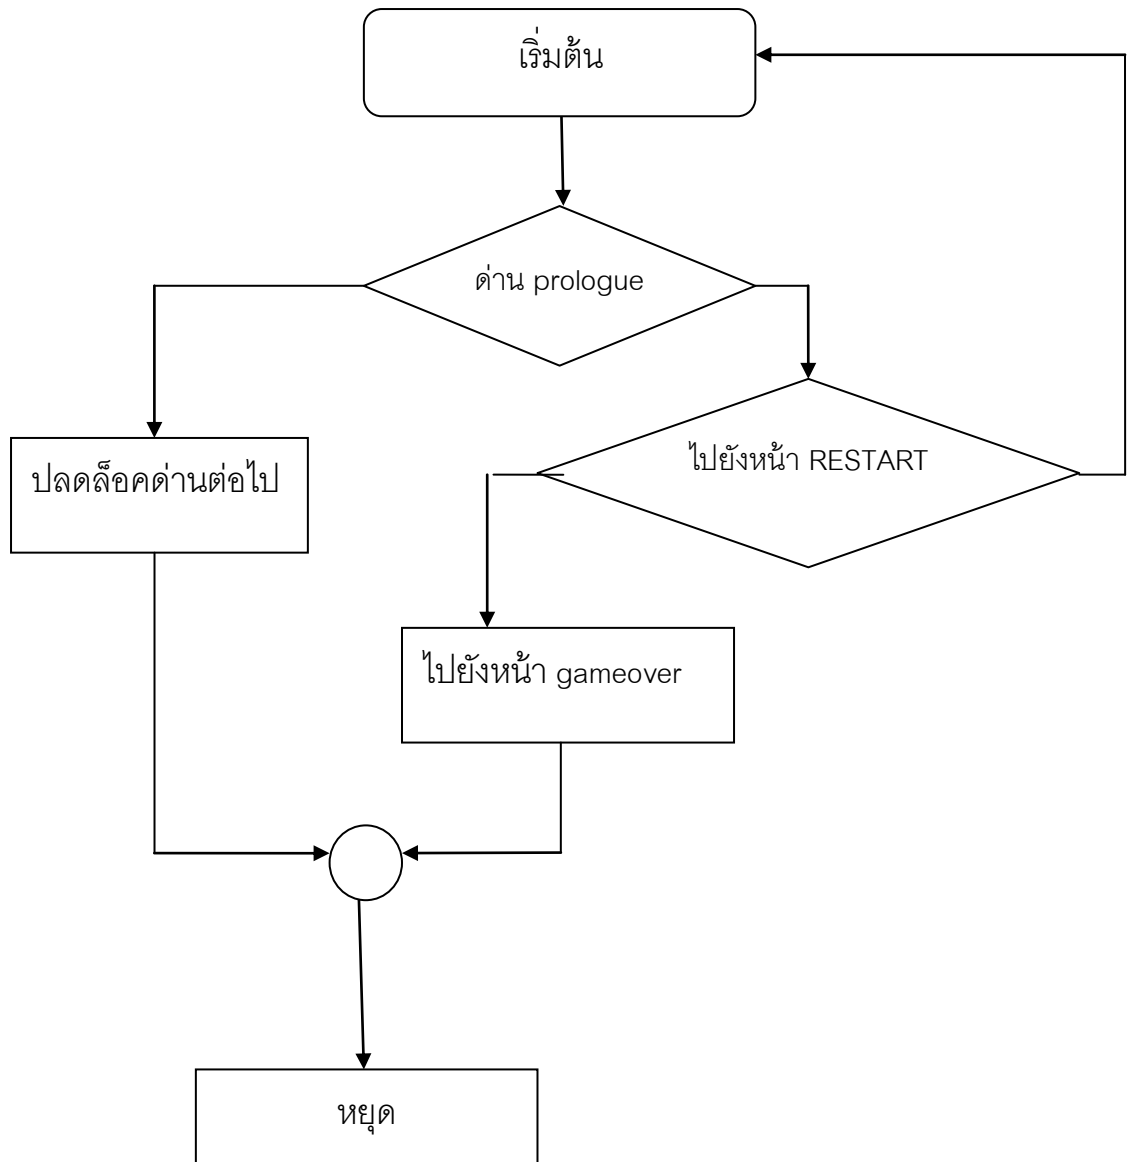 เริ่มต้น
ด่าน prologue
ไปยังหน้า RESTART
ปลดล็อคด่านต่อไป
ไปยังหน้า gameover
หยุด